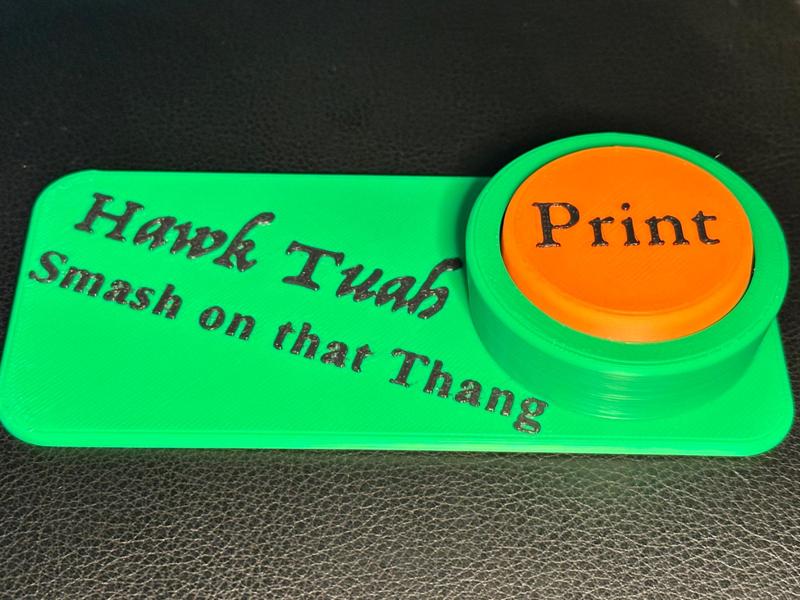 Hawk Tuah
Smash on that Thang
Print